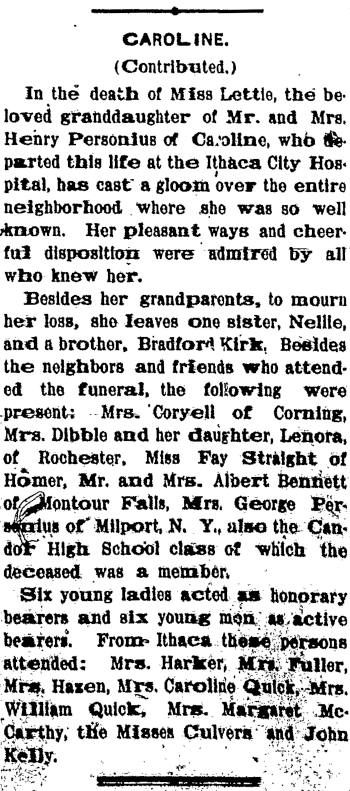 CAROLINE.
(Contributed.)
In the death of Miss Lettie, the be-
loved granddaughter of Mr. and Mrs.
Henry Personius of Caroline, who de-
parted this life at the Ithaca City Hos-
pital, has cast a gloom over the entire
neighborhood where she was so well
known. Her pleasant ways and cheer-
ful disposition were admired by all
who knew her.
Besides her grandparents, to mourn
her loss, she leaves one sister, Nellie,
and a brother, Bradford Kirk. Besides
the neighbors and friends who attend-
ed the funeral, the following were
present: Mrs. Coryell of Corning,
Mrs. Dibble and her daughter, Lenora,
of Rochester, Miss Fay Straight of
Homer, Mr. and Mrs. Albert Bennett
of Montour Falls, Mrs. George Per-
sonius of Milport, N. Y., also the Can-
dor High School class of which the
deceased was a member.
Six young ladies acted as honorary
bearers and six young men as active
bearers. From Ithaca these persons
attended: Mrs. Harker, Mrs. Fuller,
Mrs. Hazen, Mrs. Caroline Quick, Mrs.
William Quick, Mrs. Margaret Mc-
Carthy, the Misses Culvers and John
Kelly.